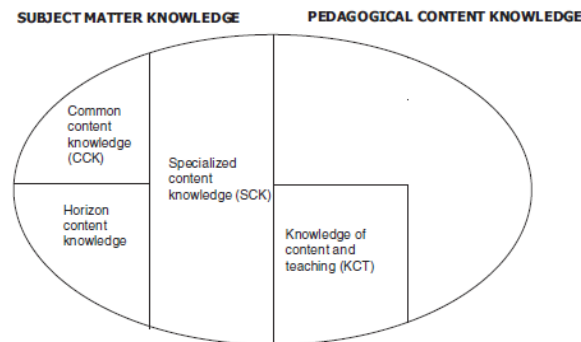 SUBJECT MATTER KNOWLEDGE
PEDAGOGICAL CONTENT KNOWLEDGE
Common
content
knowledge
(CCK)
Horizon
content
knowledge
Specialized
content
knowledge (SCK)
Knowledge of
content and
teaching (KCT)